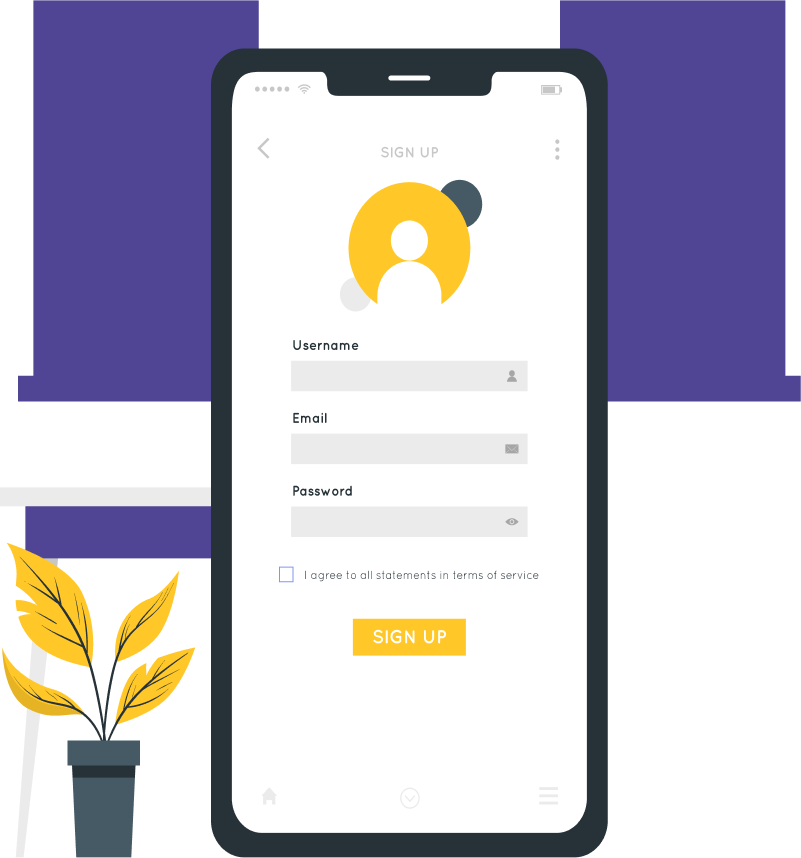 SIGN UP
Username
Email
Password
I agree to all statements in terms of service
SIGN UP